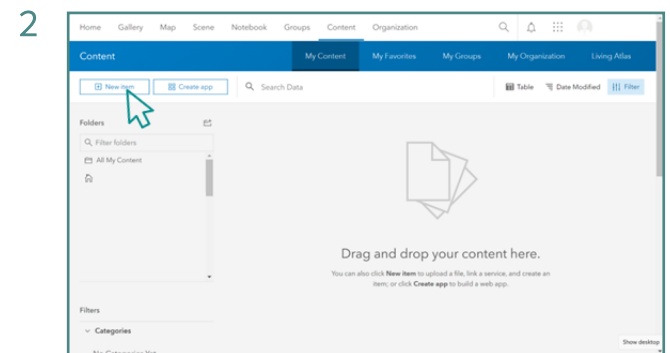 2
Home Gallery Map Scene Notebook Groups Content Organization
Content My Content My Favorites My Groups My Organization Living Atlas
New item Create app Search Data Table Date Modified Filter
Folders
Filter folders
All My Content
Drag and drop your content here.
You can also click New item to upload a file, link a service, and create an
item; or click Create app to build a web app.
Filters
Categories
Show desktop
No Categories Yet